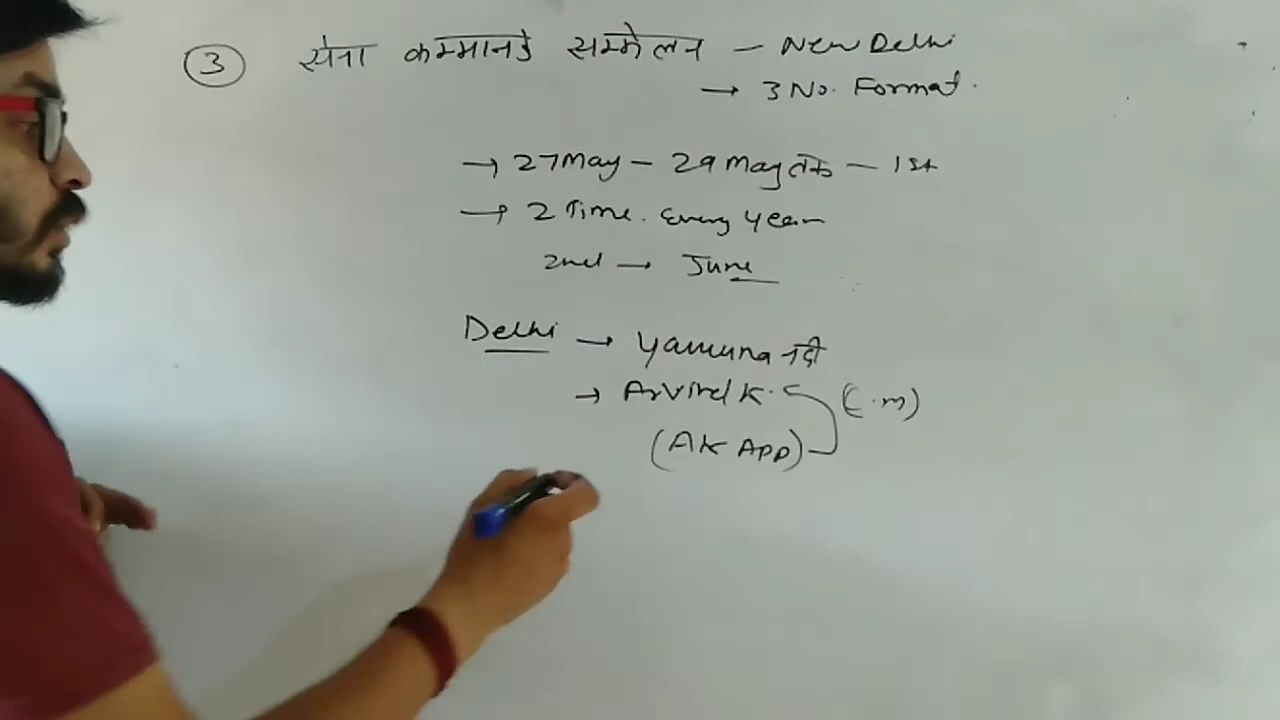 3 सेना कम्मानडे सम्मेलन – New Delhi
→ 3 No. Format.
→ 27 May – 29 May तक – 1st
→ 2 Time. Every year
2nd → June
Delhi → Yamuna नदी
→ Arvind K. (C.M)
(AK APP)